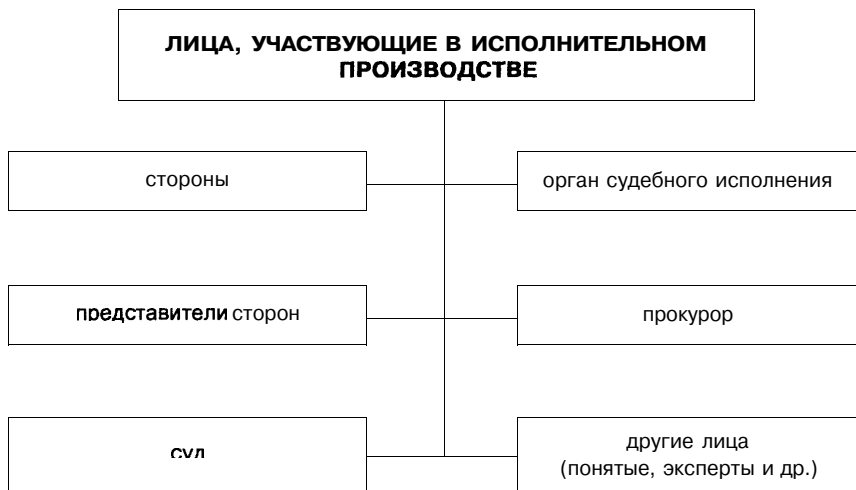 ЛИЦА, УЧАСТВУЮЩИЕ В ИСПОЛНИТЕЛЬНОМ
ПРОИЗВОДСТВЕ
стороны
орган судебного исполнения
представители сторон
прокурор
суд
другие лица
(понятые, эксперты и др.)